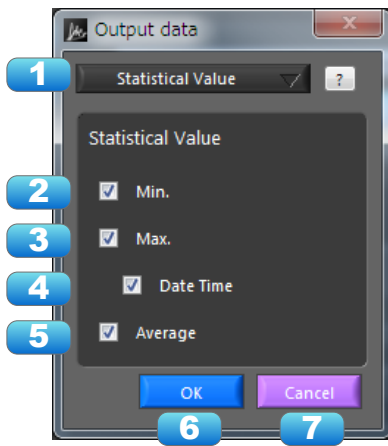 Output data
1
Statistical Value
?
Statistical Value
2
Min.
3
Max.
4
Date Time
5
Average
OK
Cancel
6
7